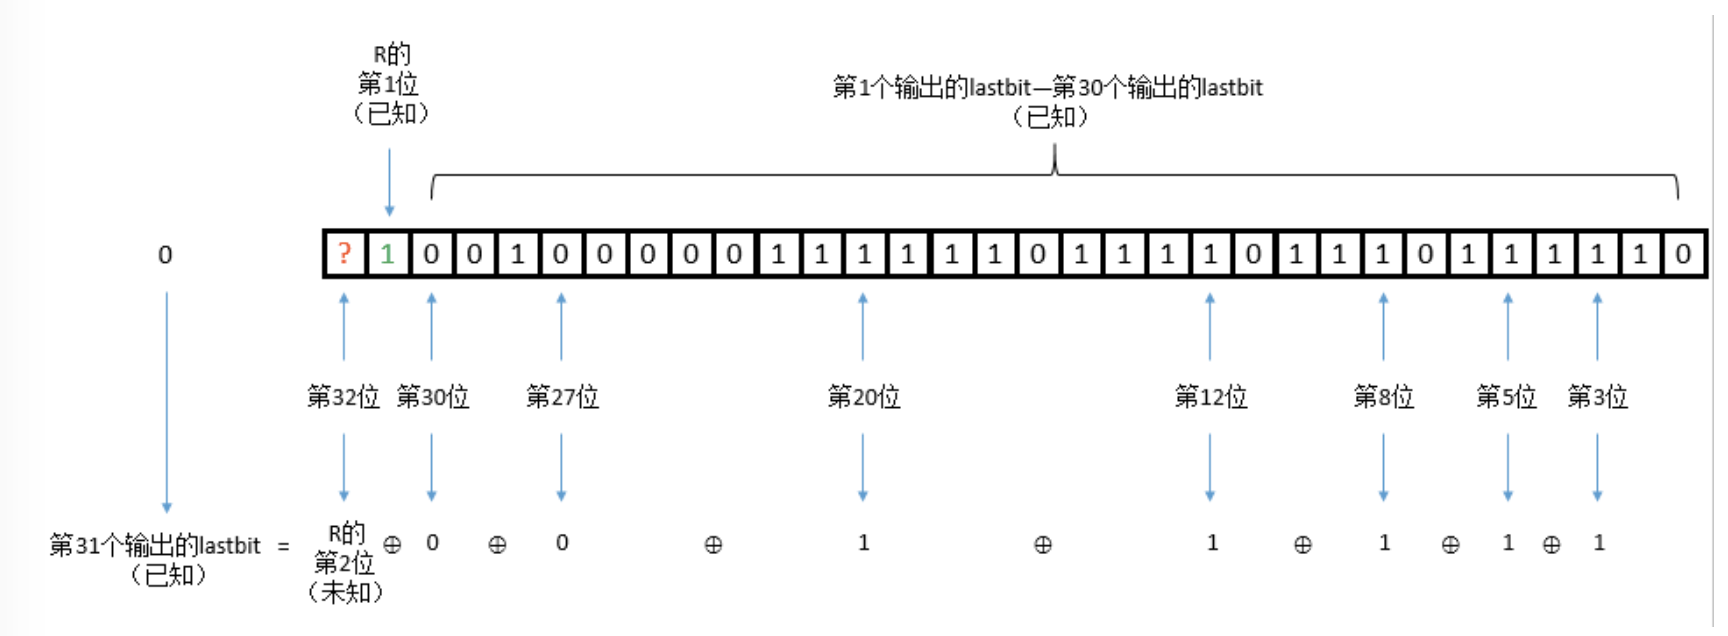 R的
第1位
（已知）
第1个输出的lastbit—第30个输出的lastbit
（已知）
0
? 1 0 0 1 0 0 0 0 0 1 1 1 1 1 1 0 1 1 1 1 0 1 1 1 0 1 1 1 1 1 0
第32位 第30位 第27位 第20位 第12位 第8位 第5位 第3位
第31个输出的lastbit = R的 ⊕ 0 ⊕ 0 ⊕ 1 ⊕ 1 ⊕ 1 ⊕ 1 ⊕ 1
（已知） 第2位
（未知）